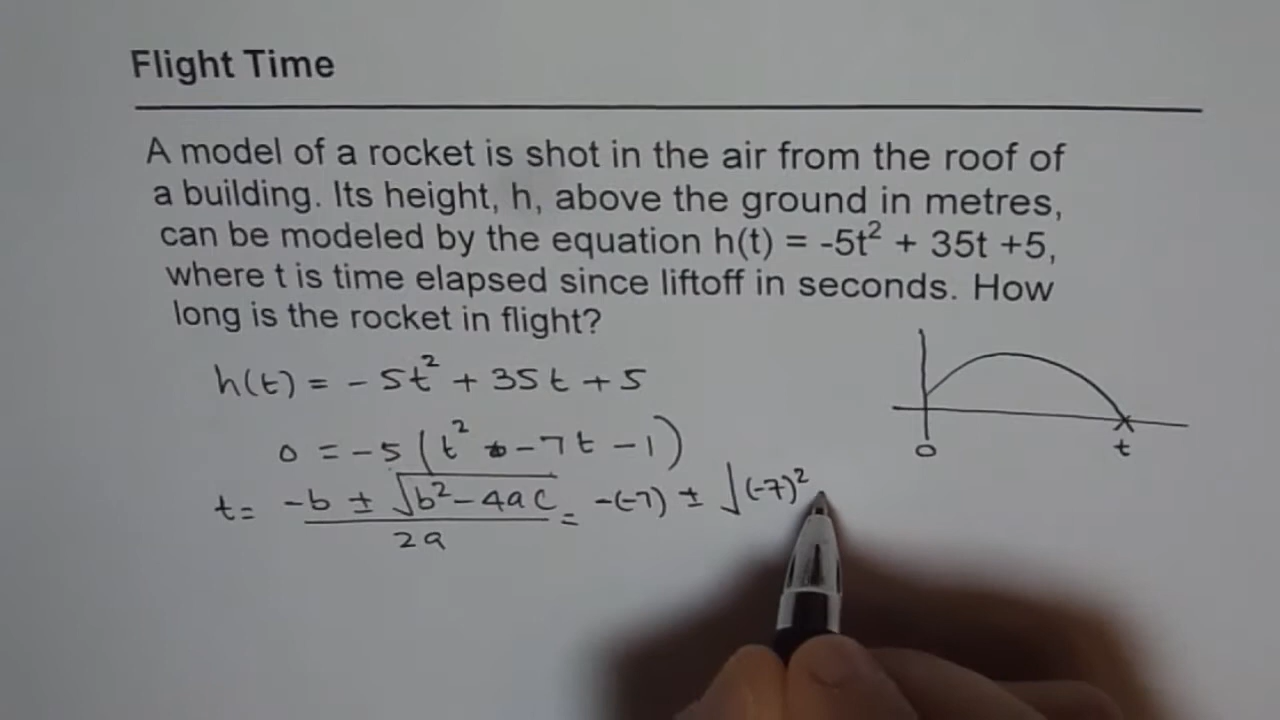 Flight Time
A model of a rocket is shot in the air from the roof of
a building. Its height, h, above the ground in metres,
can be modeled by the equation h(t) = -5t² + 35t +5,
where t is time elapsed since liftoff in seconds. How
long is the rocket in flight?
h(t) = -5t² + 35t + 5
0 = -5 (t² - 7t - 1)
t = -b ± √b² - 4ac / 2a = -(-7) ± √(-7)²
0 t